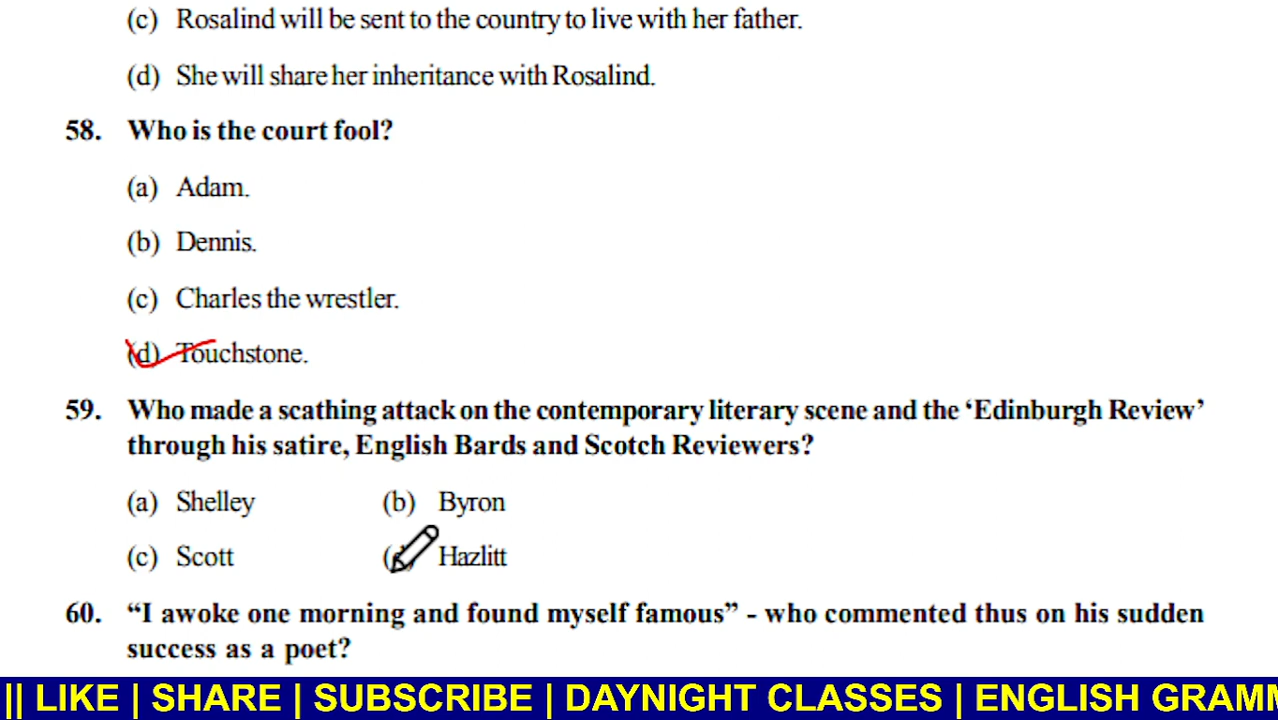 (c) Rosalind will be sent to the country to live with her father.
(d) She will share her inheritance with Rosalind.
58. Who is the court fool?
(a) Adam.
(b) Dennis.
(c) Charles the wrestler.
(d) Touchstone.
59. Who made a scathing attack on the contemporary literary scene and the ‘Edinburgh Review’
through his satire, English Bards and Scotch Reviewers?
(a) Shelley (b) Byron
(c) Scott Hazlitt
60. “I awoke one morning and found myself famous” - who commented thus on his sudden
success as a poet?
|| LIKE | SHARE | SUBSCRIBE | DAYNIGHT CLASSES | ENGLISH GRAMM